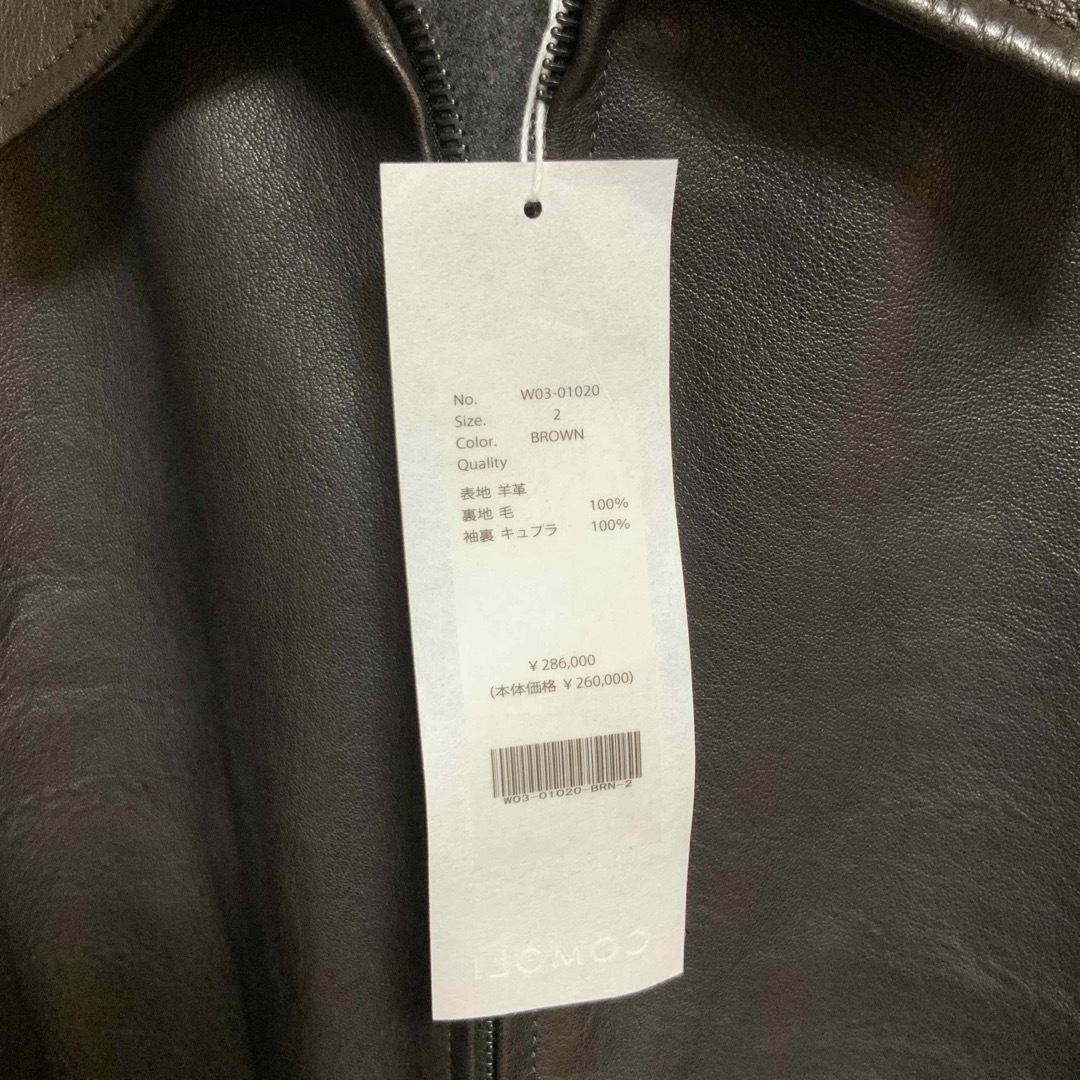 No. W03-01020
Size. 2
Color. BROWN
Quality
表地 羊革
裏地 毛 100%
袖裏 キュプラ 100%
¥ 286,000
(本体価格 ¥ 260,000)
W03-01020-BRN-2
COMOLI